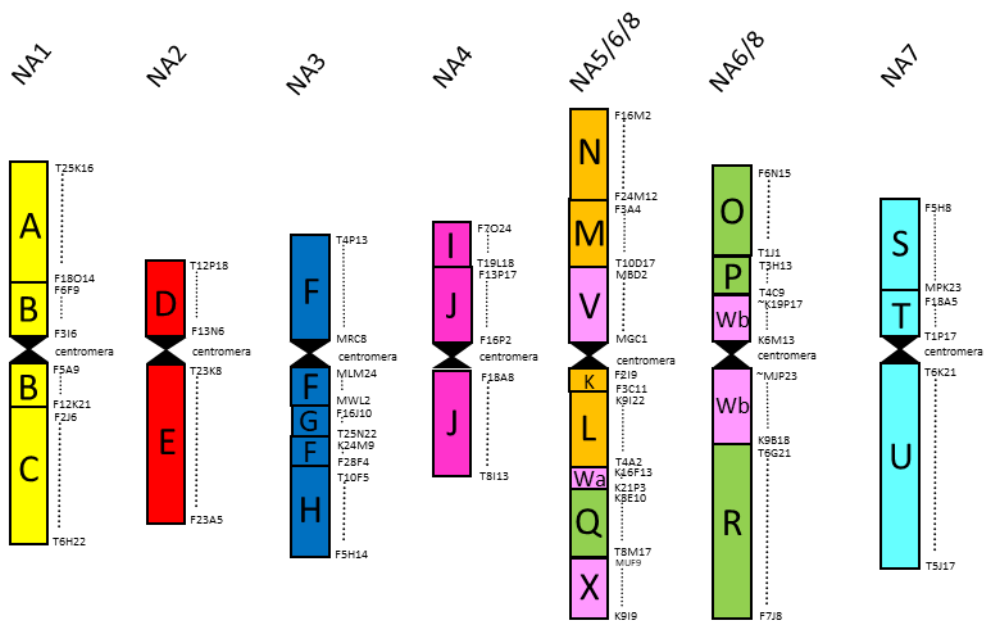 NA1
NA2
NA3
NA4
NA5/6/8
NA6/8
NA7
A
B
B
C
T25K16
F18O14
F6F9
F3I6
centromera
F5A9
F12K21
F2J6
T6H22
D
E
T12P18
F13N6
centromera
T23K8
F23A5
F
F
G
F
H
T4P13
MRC8
centromera
MLM24
MWL2
F16J10
T25N22
K24M9
F28F4
T10F5
F5H14
I
J
J
F7O24
T19L18
F13P17
F16P2
centromera
F18A8
T8I13
N
M
V
K
L
Wa
Q
X
F16M2
F24M12
F3A4
T10D17
MBD2
MGC1
centromera
F2I9
F3C11
K9I22
T4A2
K16F13
K21P3
K8E10
T8M17
MUF9
K9I9
O
P
Wb
Wb
R
F6N15
T1J1
T3H13
T4C9
~K19P17
K6M13
centromera
~MJP23
K9B18
T6G21
F7J8
S
T
U
F5H8
MPK23
F18A5
T1P17
centromera
T6K21
T5J17